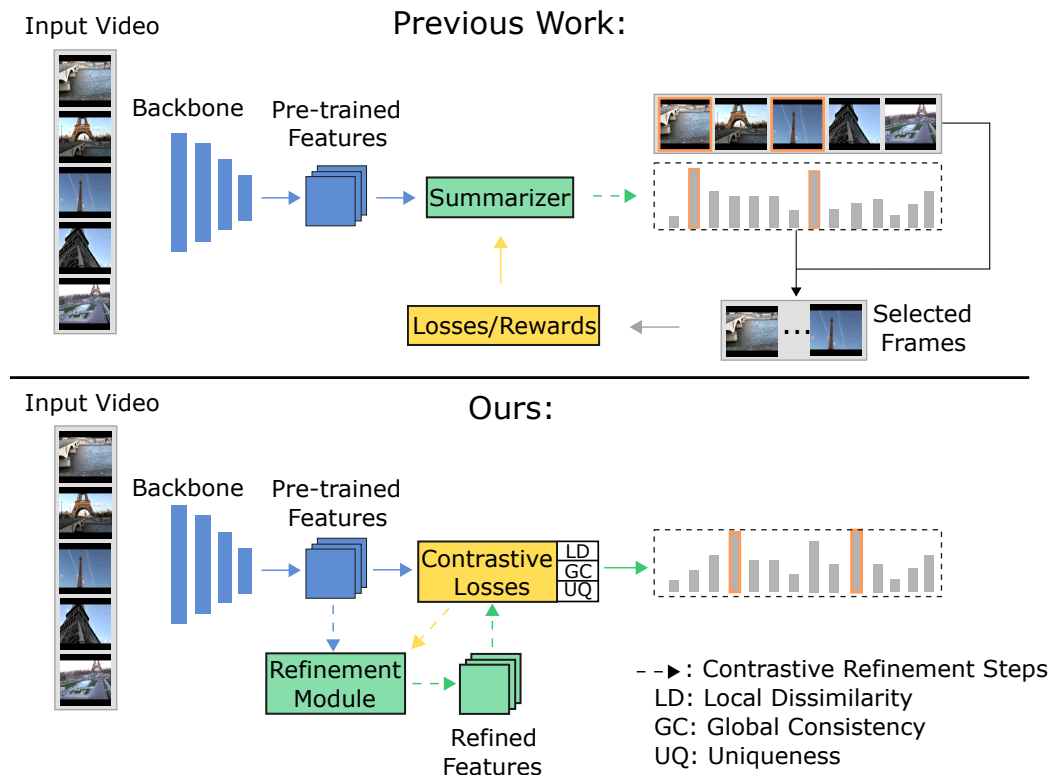 Previous Work:
Input Video
Backbone
Pre-trained
Features
Summarizer
Losses/Rewards
...
Selected
Frames
Ours:
Input Video
Backbone
Pre-trained
Features
Contrastive
Losses
LD
GC
UQ
Refinement
Module
Refined
Features
: Contrastive Refinement Steps
LD: Local Dissimilarity
GC: Global Consistency
UQ: Uniqueness